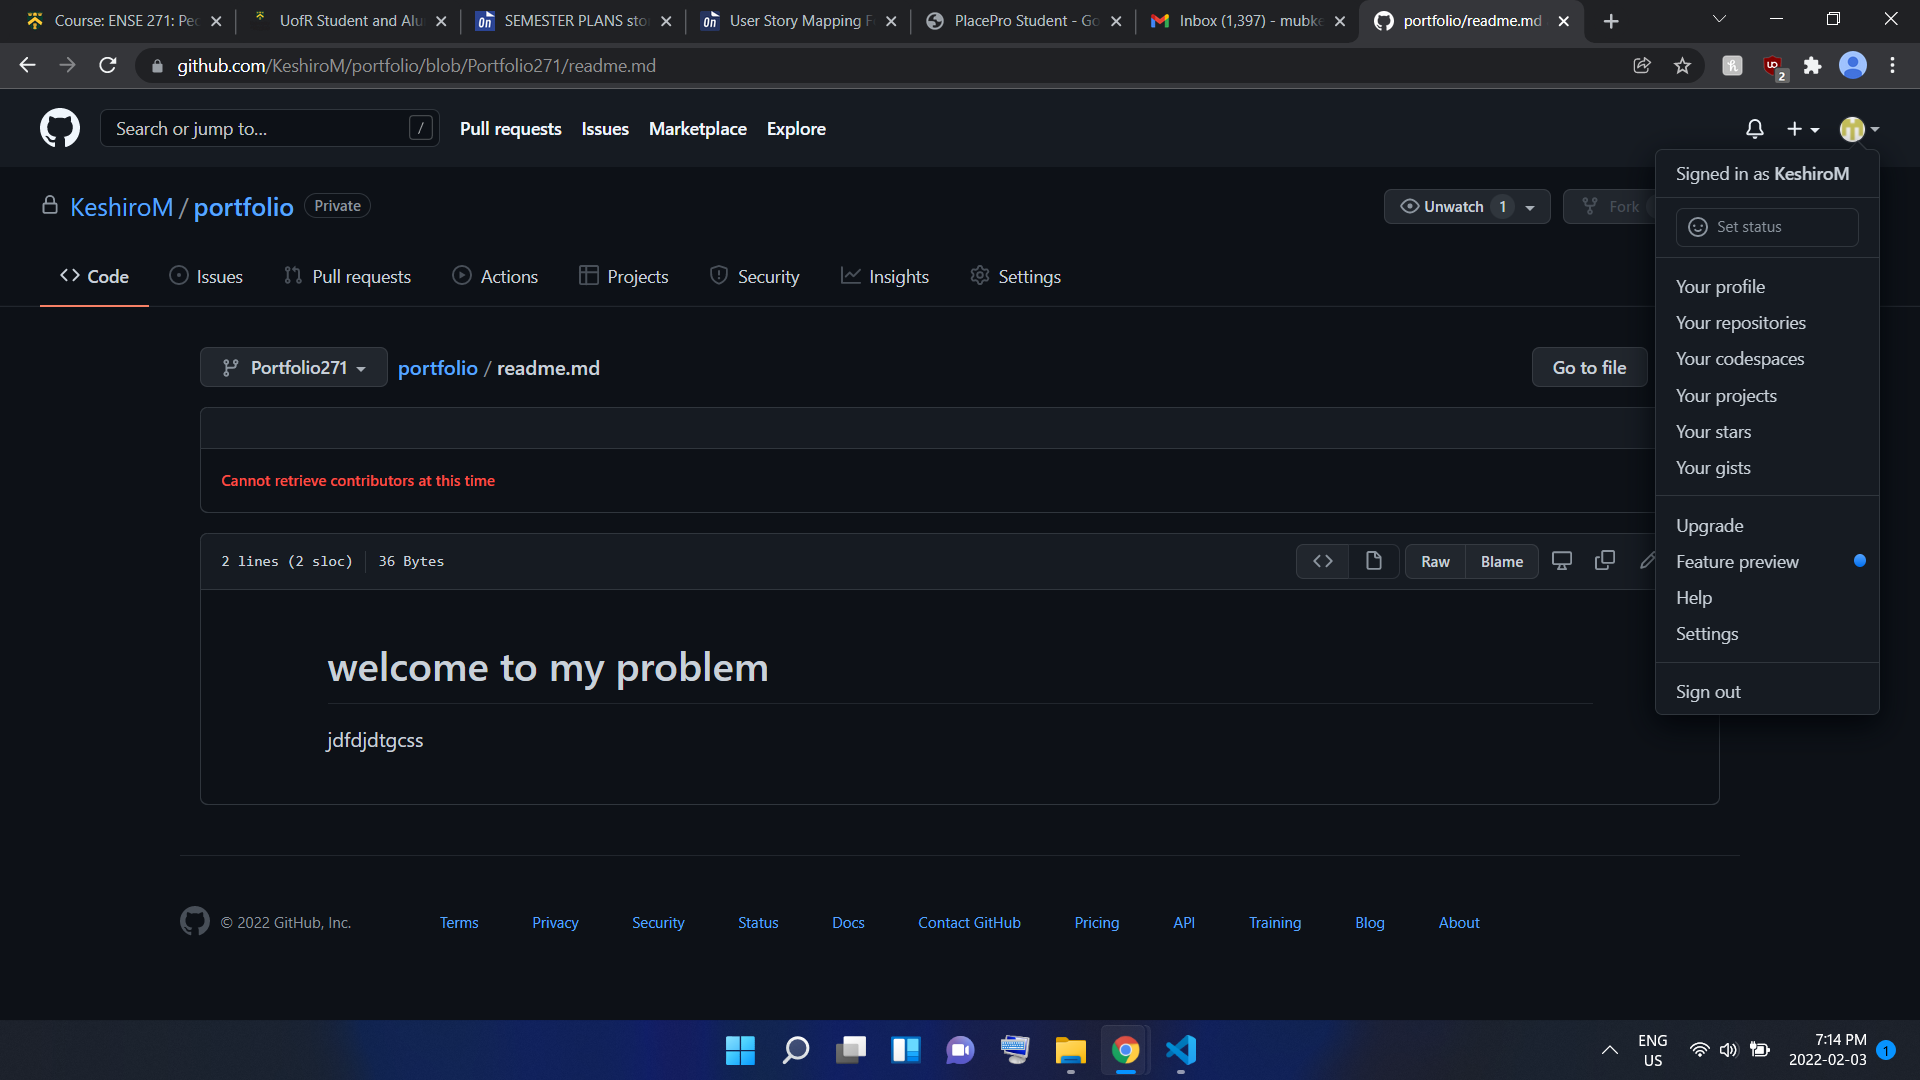 Course: ENSE 271: Pe
UofR Student and Alu
SEMESTER PLANS sto
User Story Mapping F
PlacePro Student - Go
Inbox (1,397) - mubke
portfolio/readme.md
github.com/KeshiroM/portfolio/blob/Portfolio271/readme.md
2
Search or jump to...
/
Pull requests
Issues
Marketplace
Explore
Signed in as KeshiroM
KeshiroM / portfolio
Private
Unwatch 1
Fork
Set status
Code
Issues
Pull requests
Actions
Projects
Security
Insights
Settings
Your profile
Your repositories
Your codespaces
Your projects
Your stars
Your gists
Upgrade
Feature preview
Help
Settings
Sign out
Portfolio271
portfolio / readme.md
Go to file
Cannot retrieve contributors at this time
2 lines (2 sloc)
36 Bytes
Raw
Blame
welcome to my problem
jdfdjdtgcss
© 2022 GitHub, Inc.
Terms
Privacy
Security
Status
Docs
Contact GitHub
Pricing
API
Training
Blog
About
ENG
US
7:14 PM
2022-02-03
1